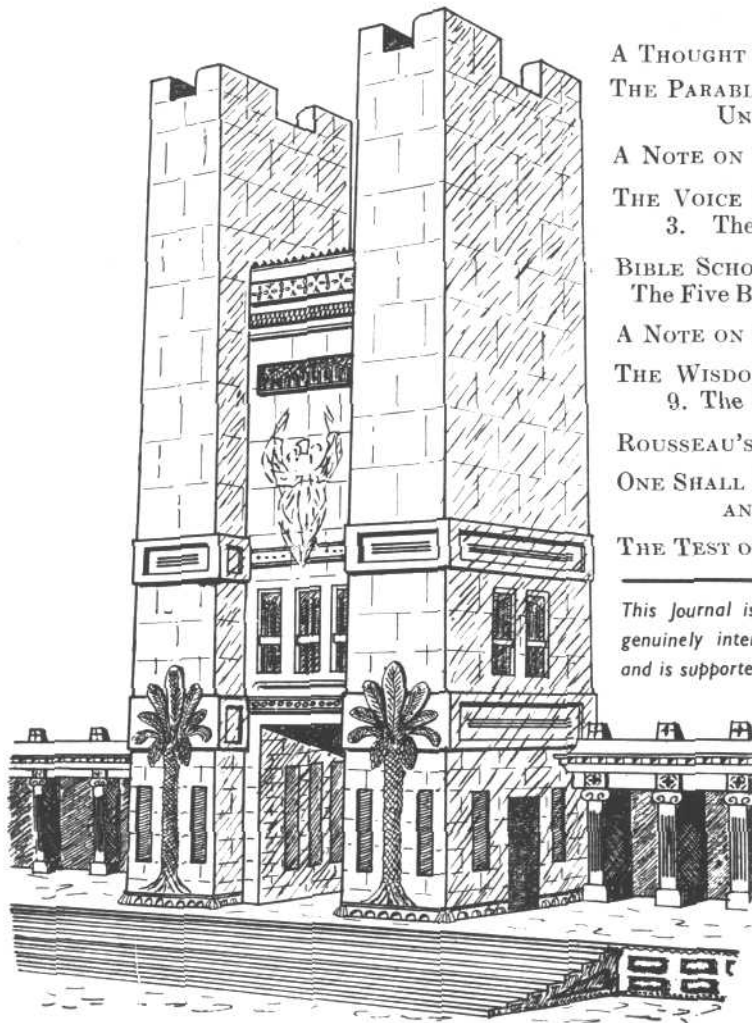 A THOUGHT
THE PARABL
UN
A NOTE ON
THE VOICE
3. The
BIBLE SCHO
The Five B
A NOTE ON
THE WISDO
9. The
ROUSSEAU'S
ONE SHALL
AN
THE TEST O
This Journal is
genuinely inter
and is supporte